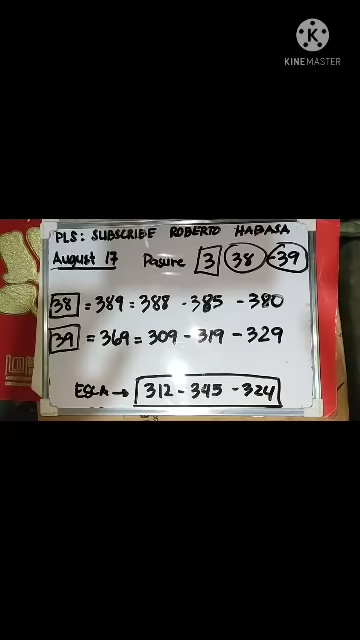 KINEMASTER
PLS: SUBSCRIBE ROBERTO HABASA
August 17 Pasure 3 38 -39
38 = 389 = 388 - 385 - 380
39 = 369 = 309 - 319 - 329
ESCA → 312 - 345 - 324